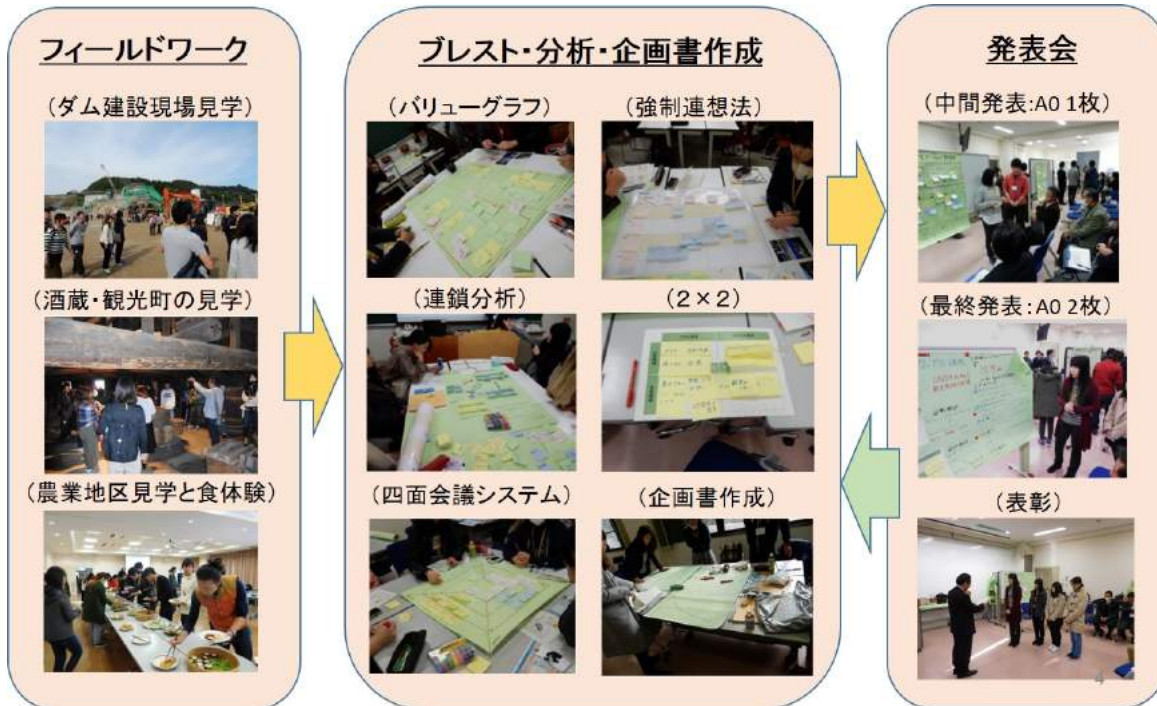 フィールドワーク
(ダム建設現場見学)
(酒蔵・観光町の見学)
(農業地区見学と食体験)
ブレスト・分析・企画書作成
(バリューグラフ)
(強制連想法)
(連鎖分析)
(2×2)
(四面会議システム)
(企画書作成)
発表会
(中間発表:A0 1枚)
(最終発表:A0 2枚)
(表彰)
4